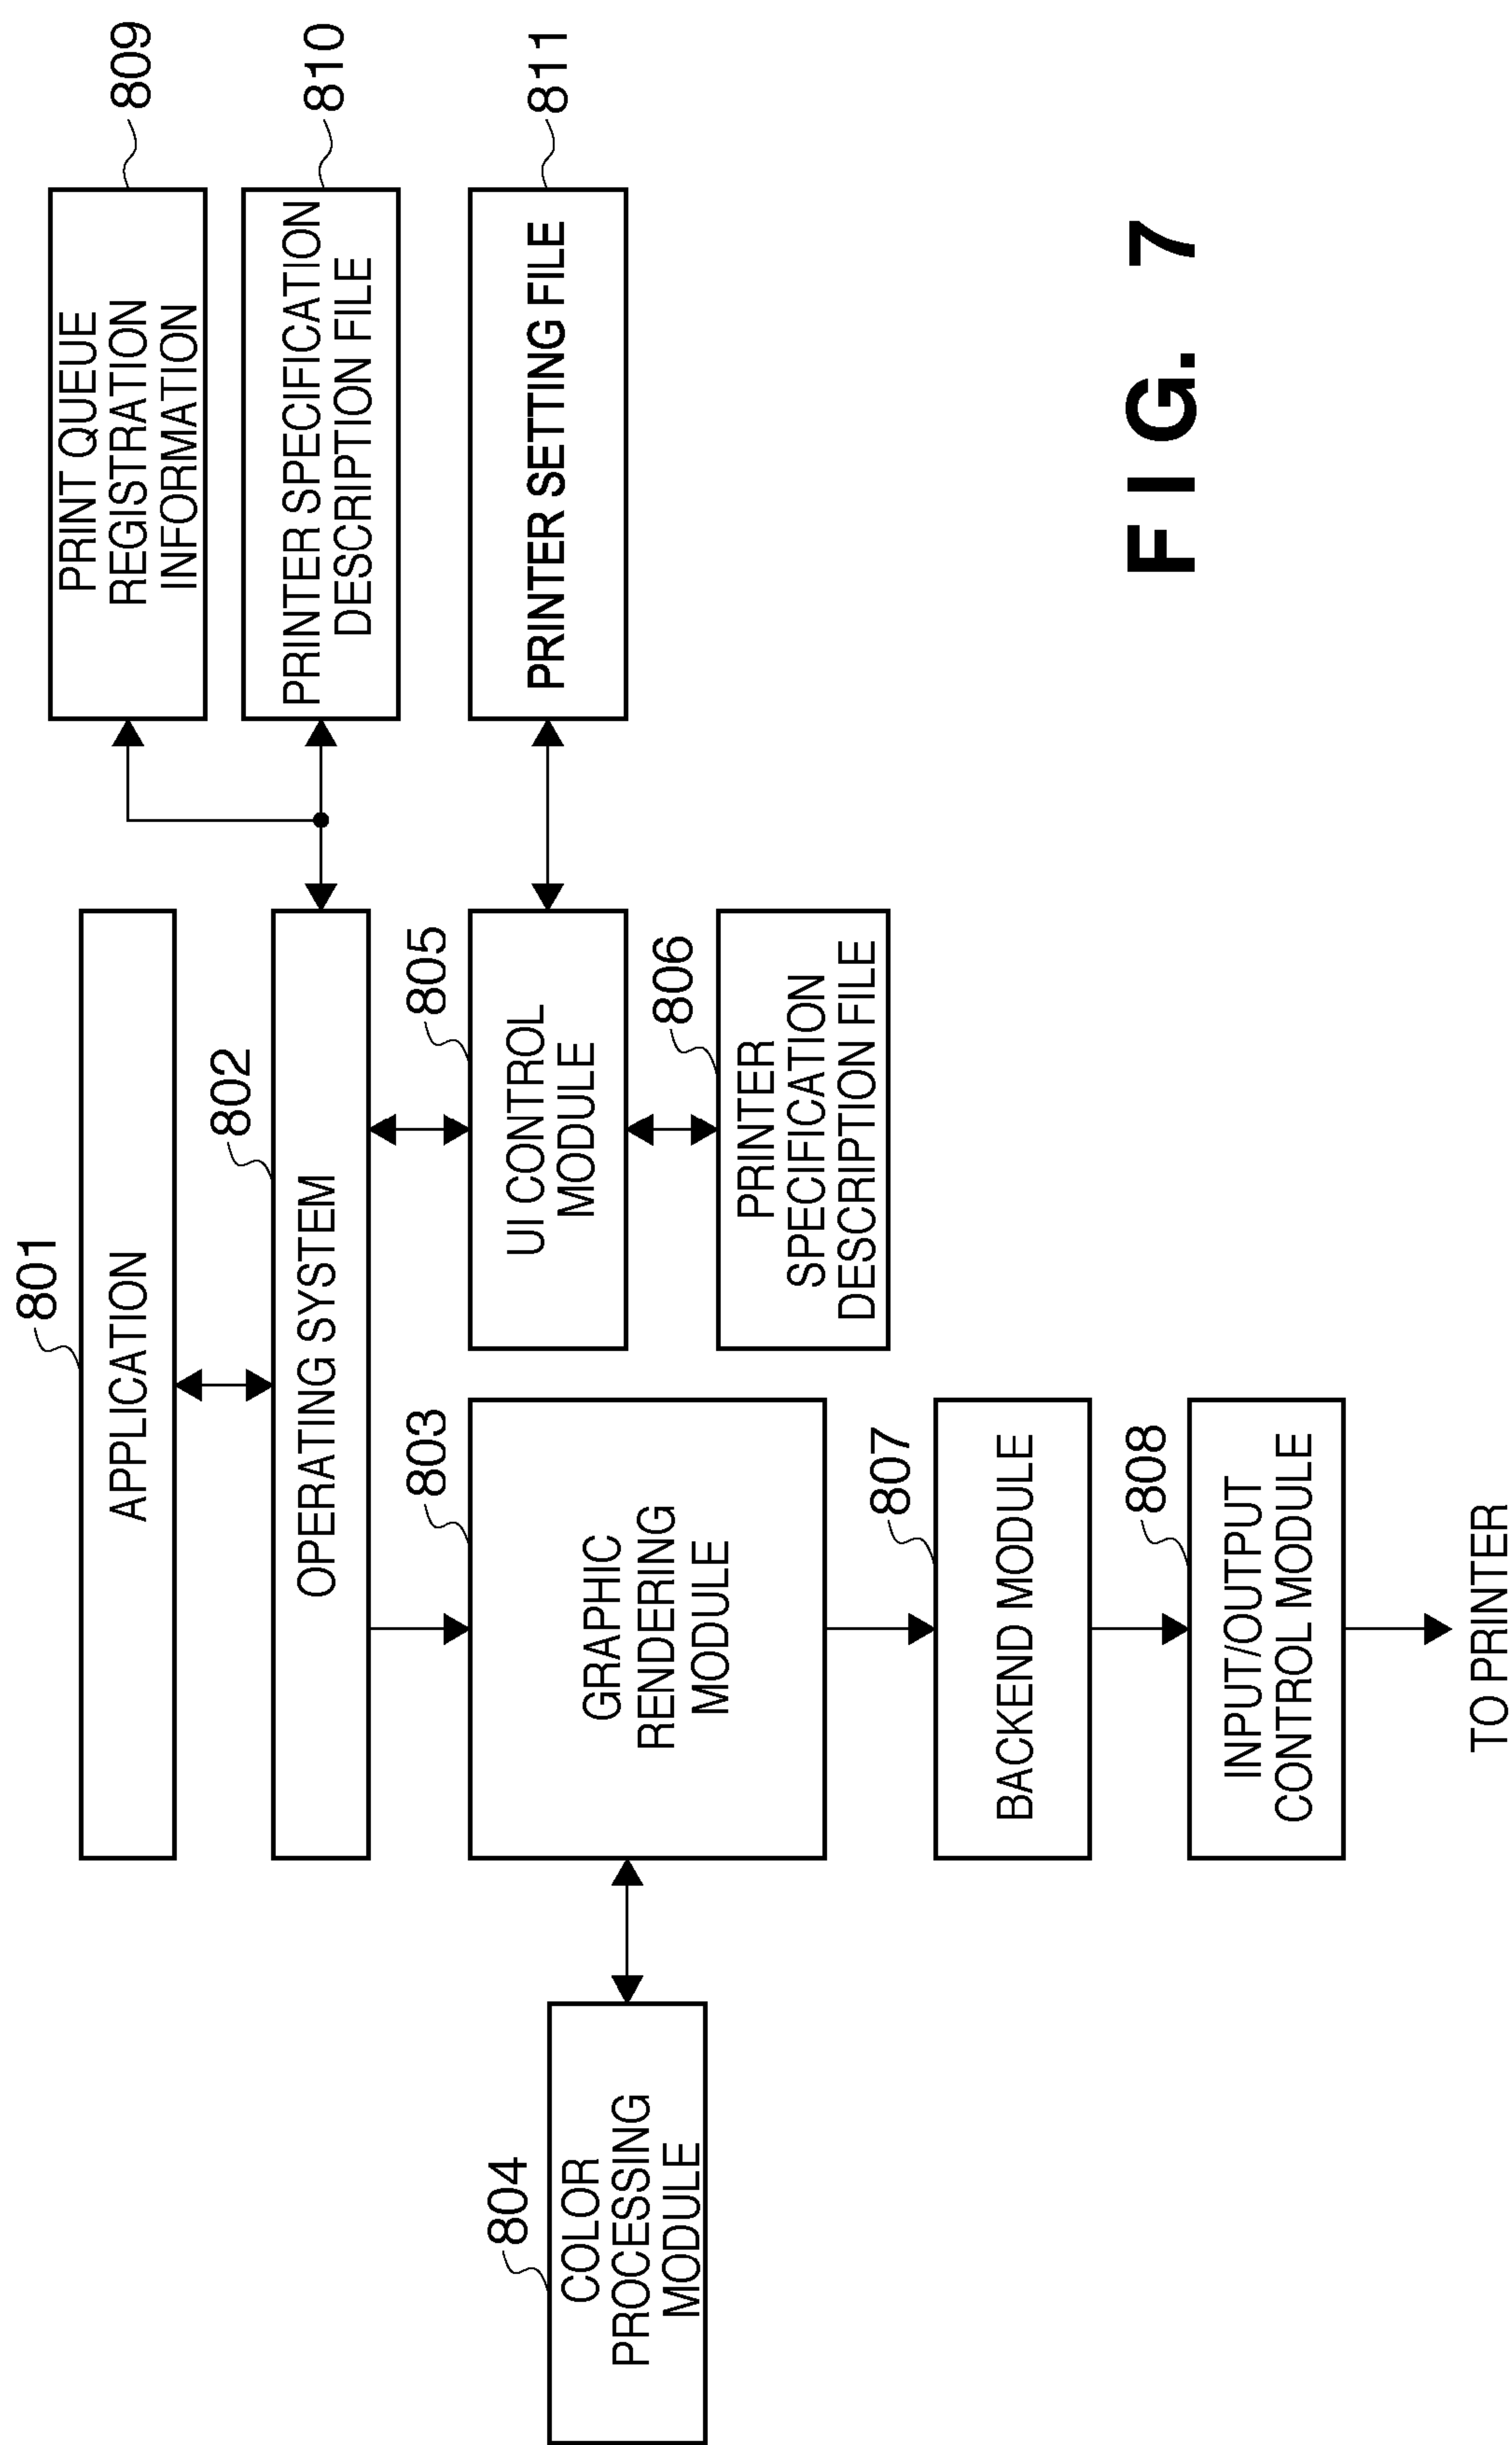 801
APPLICATION
809
PRINT QUEUE
REGISTRATION
INFORMATION
802
OPERATING SYSTEM
810
PRINTER SPECIFICATION
DESCRIPTION FILE
804
COLOR
PROCESSING
MODULE
803
GRAPHIC
RENDERING
MODULE
805
UI CONTROL
MODULE
811
PRINTER SETTING FILE
806
PRINTER
SPECIFICATION
DESCRIPTION FILE
807
BACKEND MODULE
808
INPUT/OUTPUT
CONTROL MODULE
TO PRINTER
FIG. 7